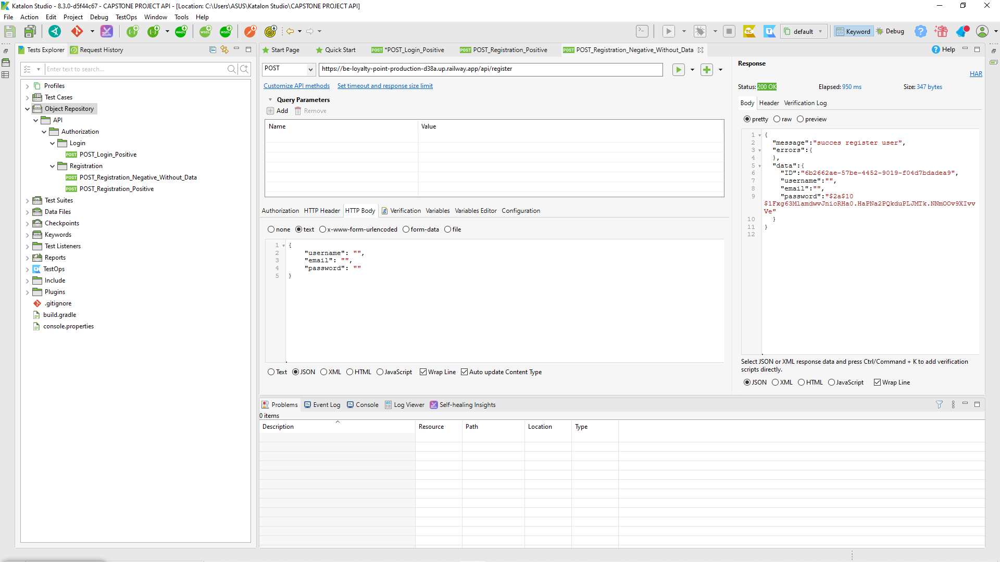 Katalon Studio - 8.3.0-d5f44c67 - CAPSTONE PROJECT API - [Location: C:\Users\ASUS\Katalon Studio\CAPSTONE PROJECT API]
File Action Edit Project Debug TestOps Window Tools Help
default Keyword Debug
Tests Explorer Request History
Start Page Quick Start POST *POST_Login_Positive POST POST_Registration_Positive POST POST_Registration_Negative_Without_Data Help
Enter text to search...
Profiles
Test Cases
Object Repository
API
Authorization
Login
POST POST_Login_Positive
Registration
POST POST_Registration_Negative_Without_Data
POST POST_Registration_Positive
Test Suites
Data Files
Checkpoints
Keywords
Test Listeners
Reports
TestOps
Include
Plugins
.gitignore
build.gradle
console.properties
POST https://be-loyalty-point-production-d38a.up.railway.app/api/register
Customize API methods Set timeout and response size limit
Query Parameters
Add Remove
Name Value
Authorization HTTP Header HTTP Body Verification Variables Variables Editor Configuration
none text x-www-form-urlencoded form-data file
1 {
2 "username": "",
3 "email": "",
4 "password": ""
5 }
Text JSON XML HTML JavaScript Wrap Line Auto update Content Type
Response
HAR
Status: 200 OK Elapsed: 950 ms Size: 347 bytes
Body Header Verification Log
pretty raw preview
1 {
2 "message":"succes register user",
3 "errors":{
4 },
5 "data":{
6 "ID":"6b2662ae-57be-4452-9019-f04d7bdadea9",
7 "username":"",
8 "email":"",
9 "password":"$2a$10
$1Fxg63MlamdwvJnioRHa0.HaPNa2PQkduPLJMTk.NNmOOv9XIvv
Ve"
10 }
11 }
12
Select JSON or XML response data and press Ctrl/Command + K to add verification
scripts directly.
JSON XML HTML JavaScript Wrap Line
Problems Event Log Console Log Viewer Self-healing Insights
0 items
Description Resource Path Location Type